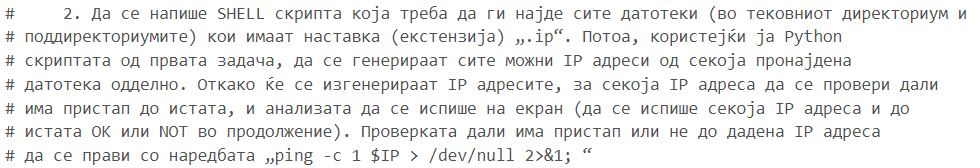 #     2. Да се напише SHELL скрипта која треба да ги најде сите датотеки (во тековниот директориум и
# поддиректориумите) кои имаат наставка (екстензија) „.ip“. Потоа, користејќи ја Python
# скриптата од првата задача, да се генерираат сите можни IP адреси од секоја пронајдена
# датотека одделно. Откако ќе се изгенерираат IP адресите, за секоја IP адреса да се провери дали
# има пристап до истата, и анализата да се испише на екран (да се испише секоја IP адреса и до
# истата OK или NOT во продолжение). Проверката дали има пристап или не до дадена IP адреса
# да се прави со наредбата „ping -c 1 $IP > /dev/null 2>&1; “